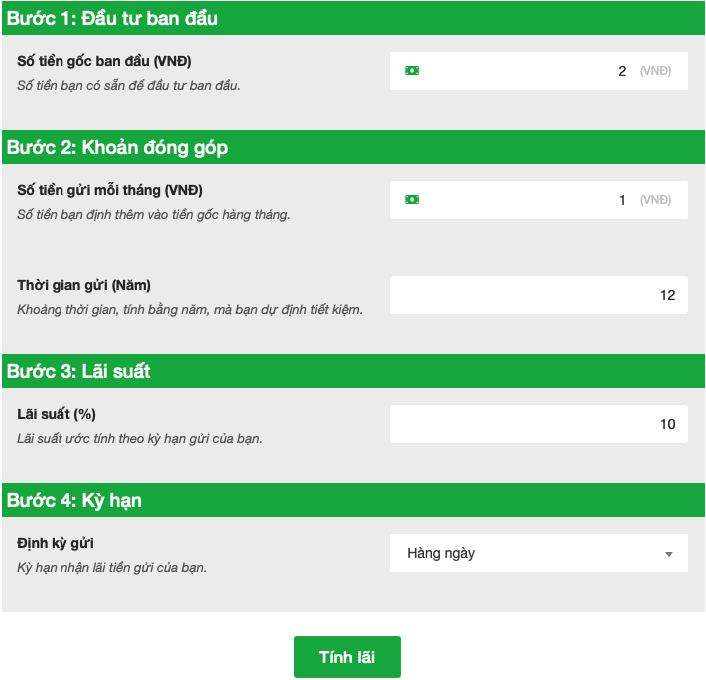 Bước 1: Đầu tư ban đầu
Số tiền gốc ban đầu (VNĐ)
2 (VNĐ)
Số tiền bạn có sẵn để đầu tư ban đầu.
Bước 2: Khoản đóng góp
Số tiền gửi mỗi tháng (VNĐ)
1 (VNĐ)
Số tiền bạn định thêm vào tiền gốc hàng tháng.
Thời gian gửi (Năm)
12
Khoảng thời gian, tính bằng năm, mà bạn dự định tiết kiệm.
Bước 3: Lãi suất
Lãi suất (%)
10
Lãi suất ước tính theo kỳ hạn gửi của bạn.
Bước 4: Kỳ hạn
Định kỳ gửi
Hàng ngày
Kỳ hạn nhận lãi tiền gửi của bạn.
Tính lãi